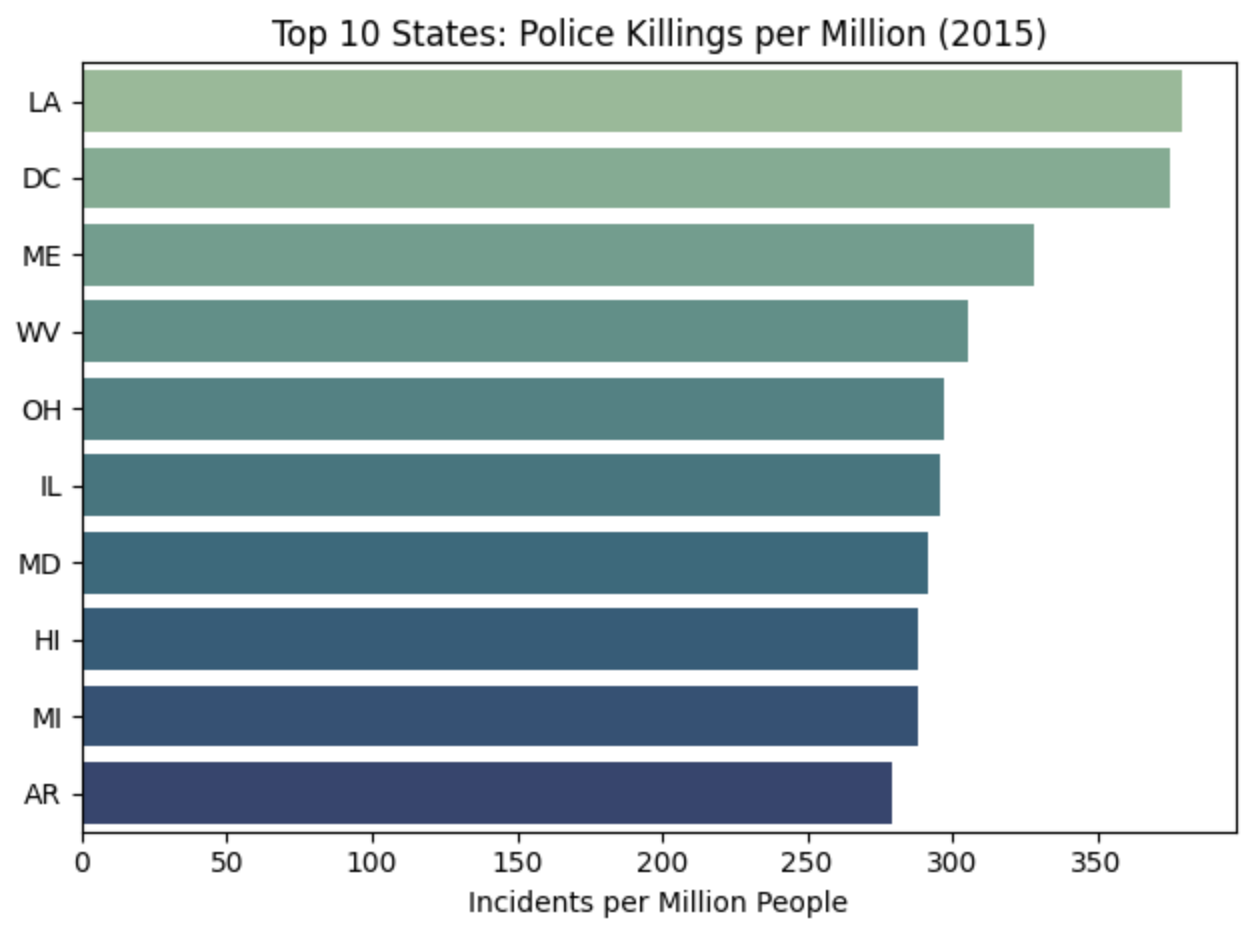 Top 10 States: Police Killings per Million (2015)
LA
DC
ME
WV
OH
IL
MD
HI
MI
AR
0 50 100 150 200 250 300 350
Incidents per Million People